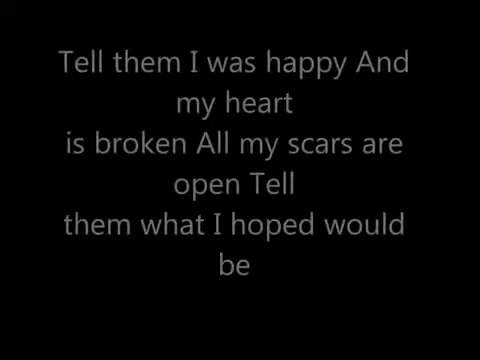 Tell them I was happy And
my heart
is broken All my scars are
open Tell
them what I hoped would
be